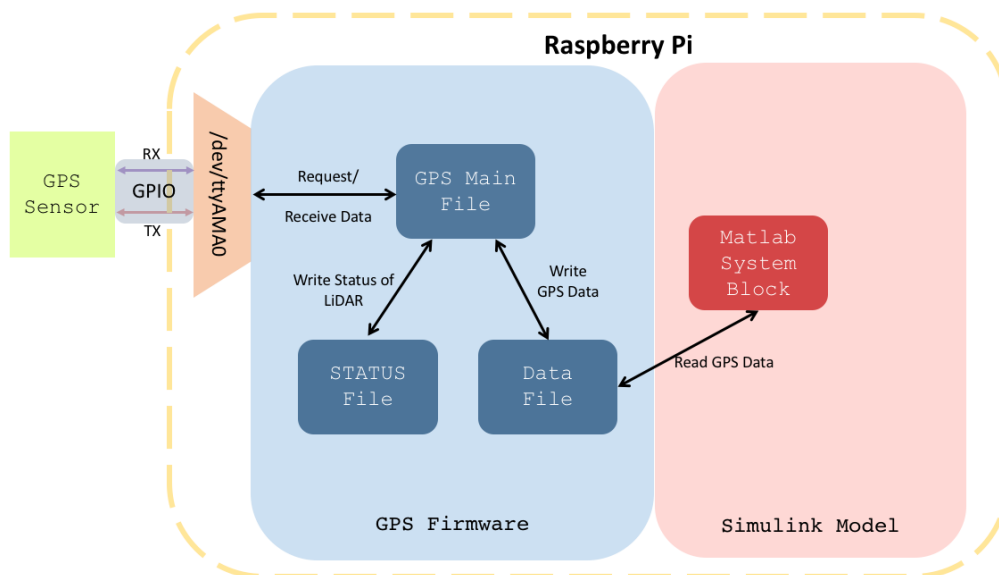 Raspberry Pi
GPS
Sensor
RX
GPIO
TX
/dev/ttyAMA0
Request/
Receive Data
GPS Main
File
Write Status of
LiDAR
Write
GPS Data
STATUS
File
Data
File
Matlab
System
Block
Read GPS Data
GPS Firmware
Simulink Model